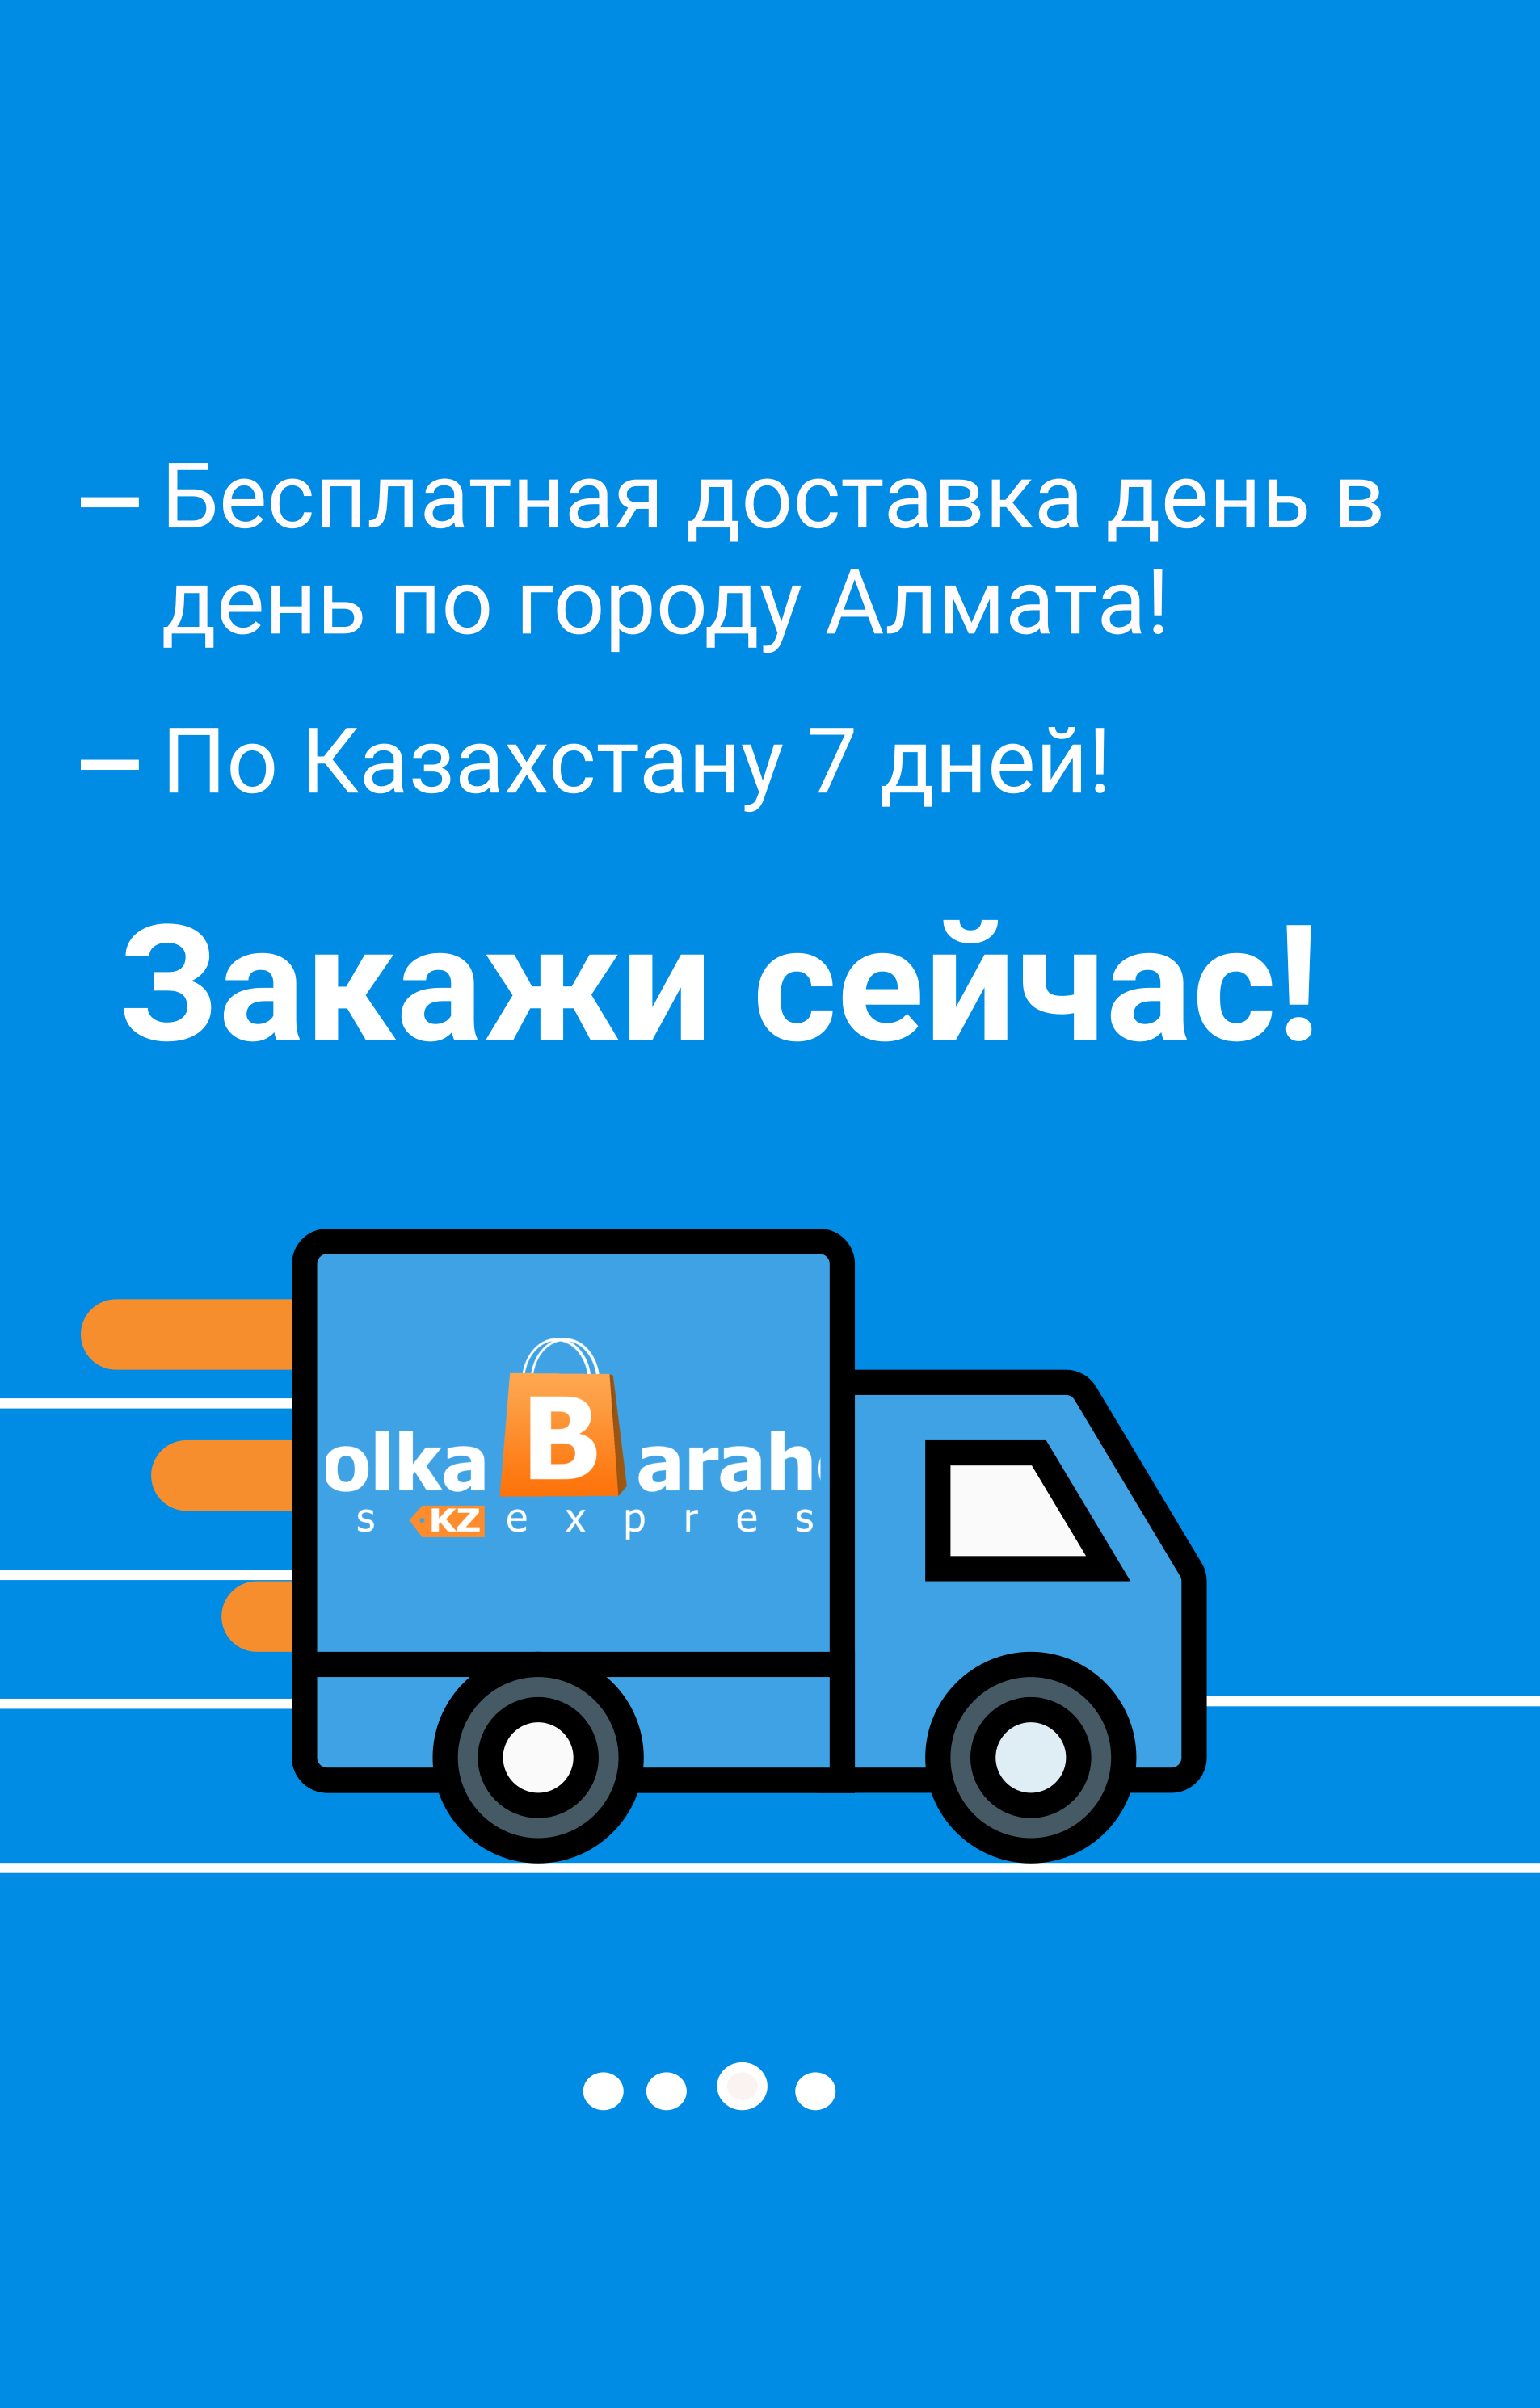 — Бесплатная доставка день в
день по городу Алмата!
— По Казахстану 7 дней!
Закажи сейчас!
olka B arah
s KZ e x p r e s